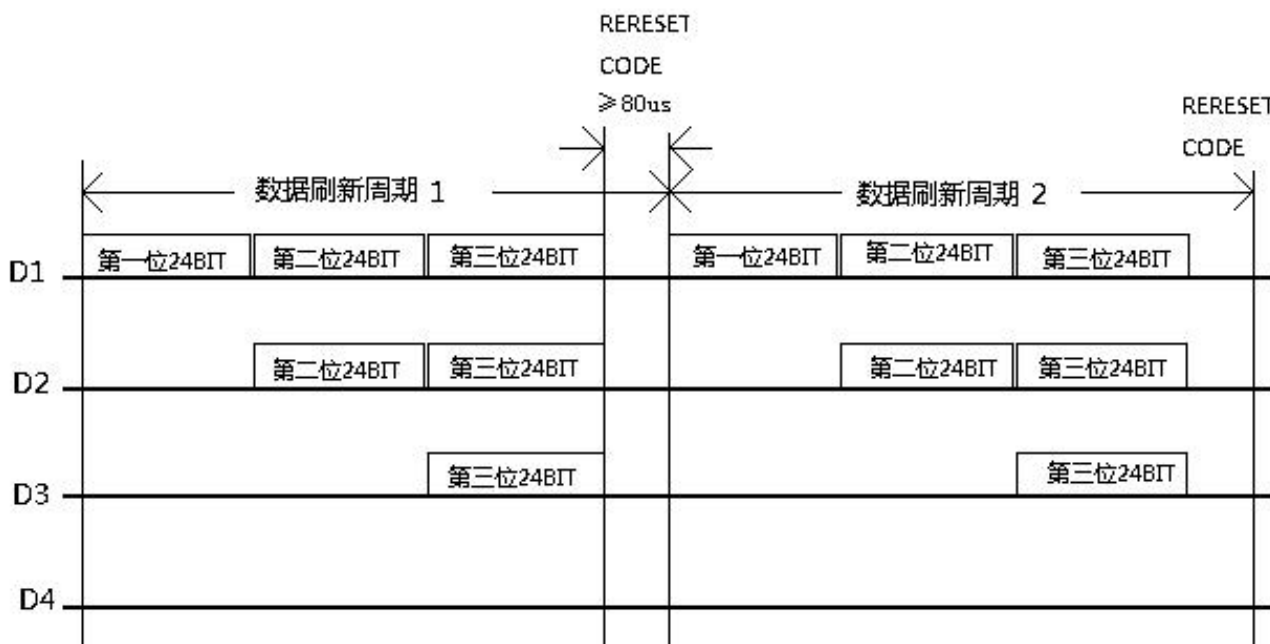 RERESET
CODE
≥80us
RERESET
CODE
数据刷新周期 1
数据刷新周期 2
D1 第一位24BIT 第二位24BIT 第三位24BIT 第一位24BIT 第二位24BIT 第三位24BIT
D2 第二位24BIT 第三位24BIT 第二位24BIT 第三位24BIT
D3 第三位24BIT 第三位24BIT
D4